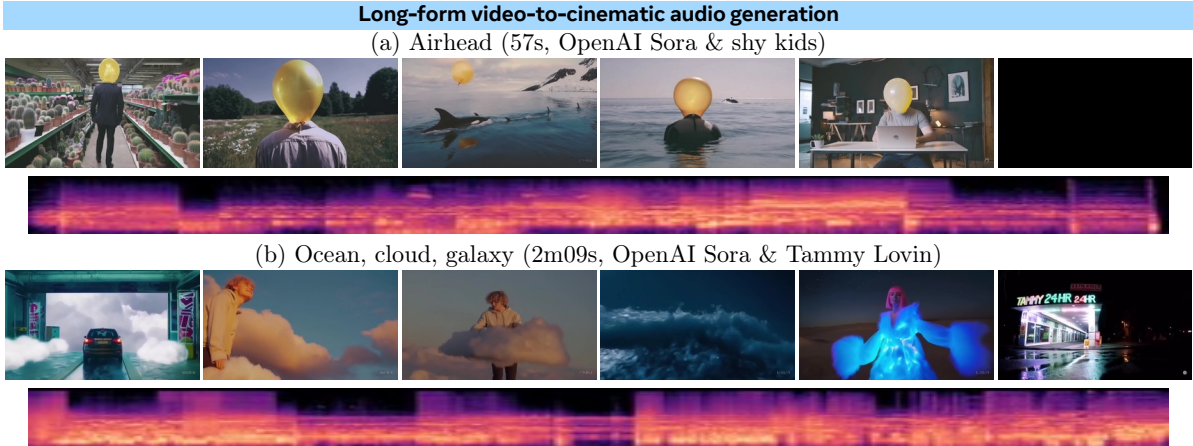 Long-form video-to-cinematic audio generation
(a) Airhead (57s, OpenAI Sora & shy kids)
(b) Ocean, cloud, galaxy (2m09s, OpenAI Sora & Tammy Lovin)
TAMMY 24HR 24HR